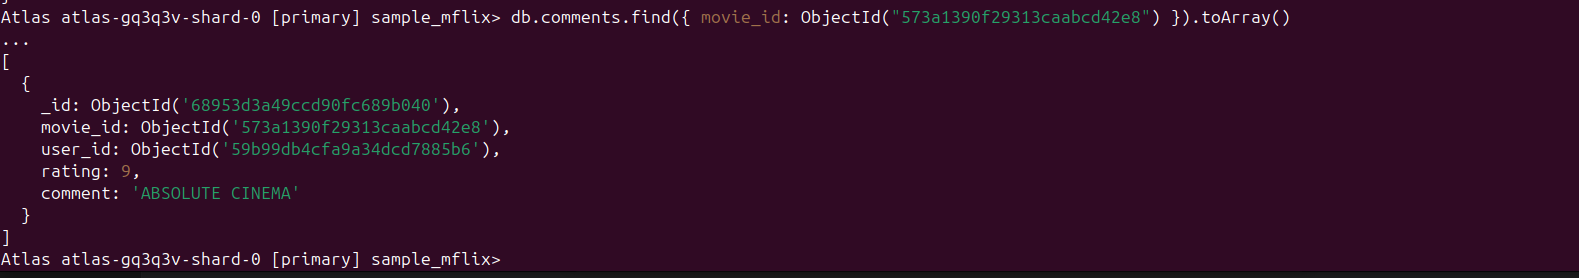 Atlas atlas-gq3q3v-shard-0 [primary] sample_mflix> db.comments.find({ movie_id: ObjectId("573a1390f29313caabcd42e8") }).toArray()
...
[
  {
    _id: ObjectId('68953d3a49ccd90fc689b040'),
    movie_id: ObjectId('573a1390f29313caabcd42e8'),
    user_id: ObjectId('59b99db4cfa9a34dcd7885b6'),
    rating: 9,
    comment: 'ABSOLUTE CINEMA'
  }
]
Atlas atlas-gq3q3v-shard-0 [primary] sample_mflix>